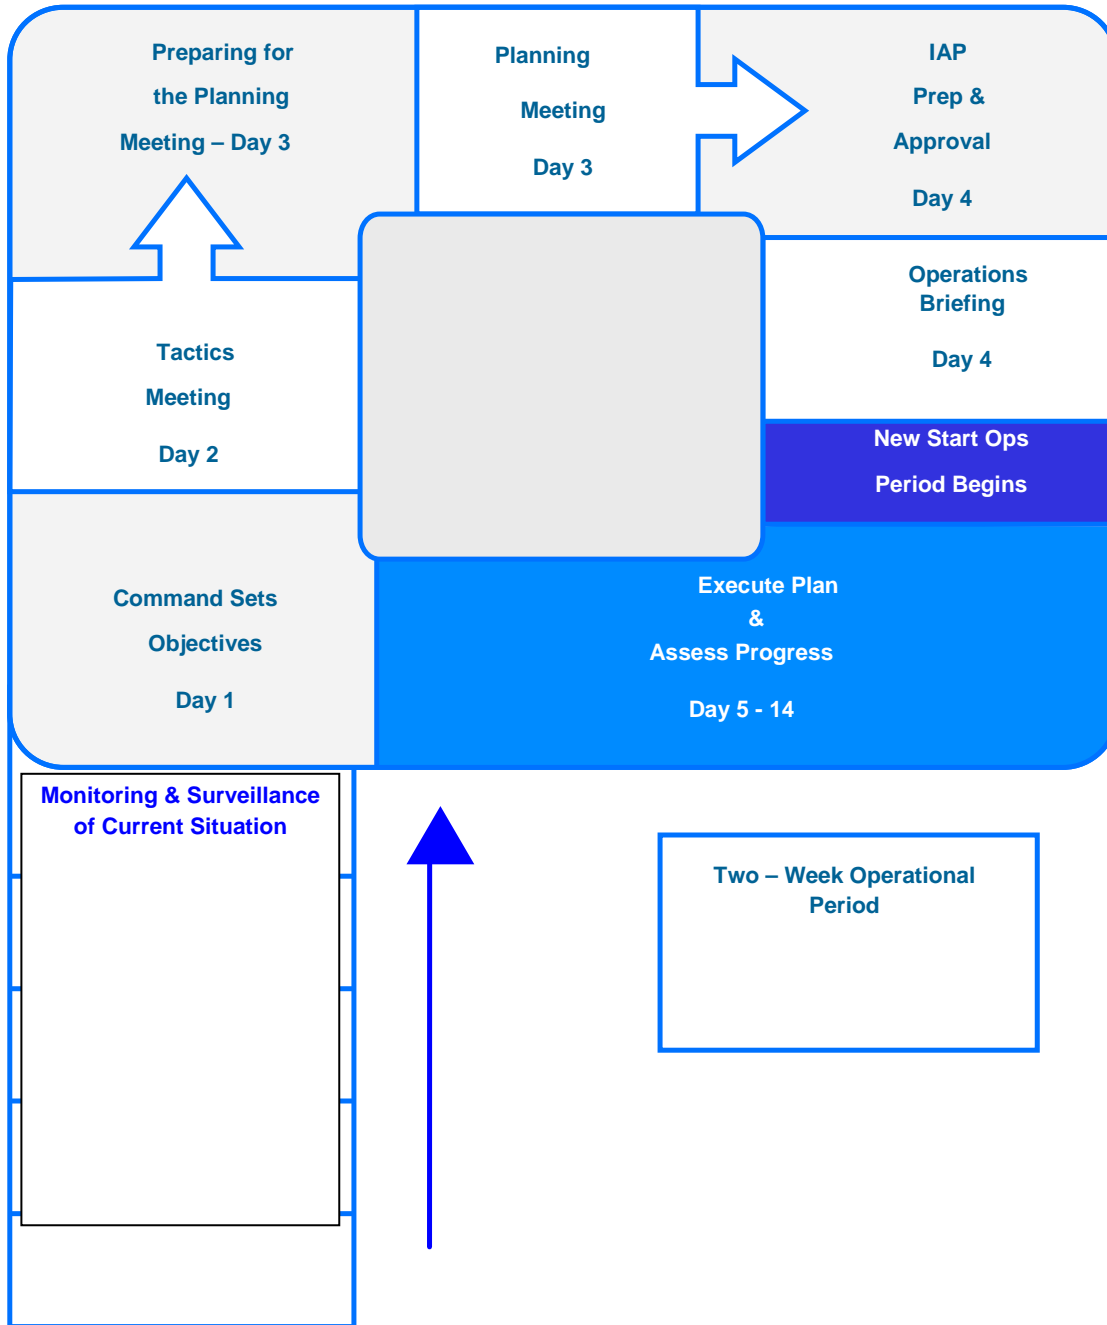 Preparing for
the Planning
Meeting – Day 3
Planning
Meeting
Day 3
IAP
Prep &
Approval
Day 4
Operations
Briefing
Day 4
Tactics
Meeting
Day 2
New Start Ops
Period Begins
Command Sets
Objectives
Day 1
Execute Plan
&
Assess Progress
Day 5 - 14
Monitoring & Surveillance
of Current Situation
Two – Week Operational
Period